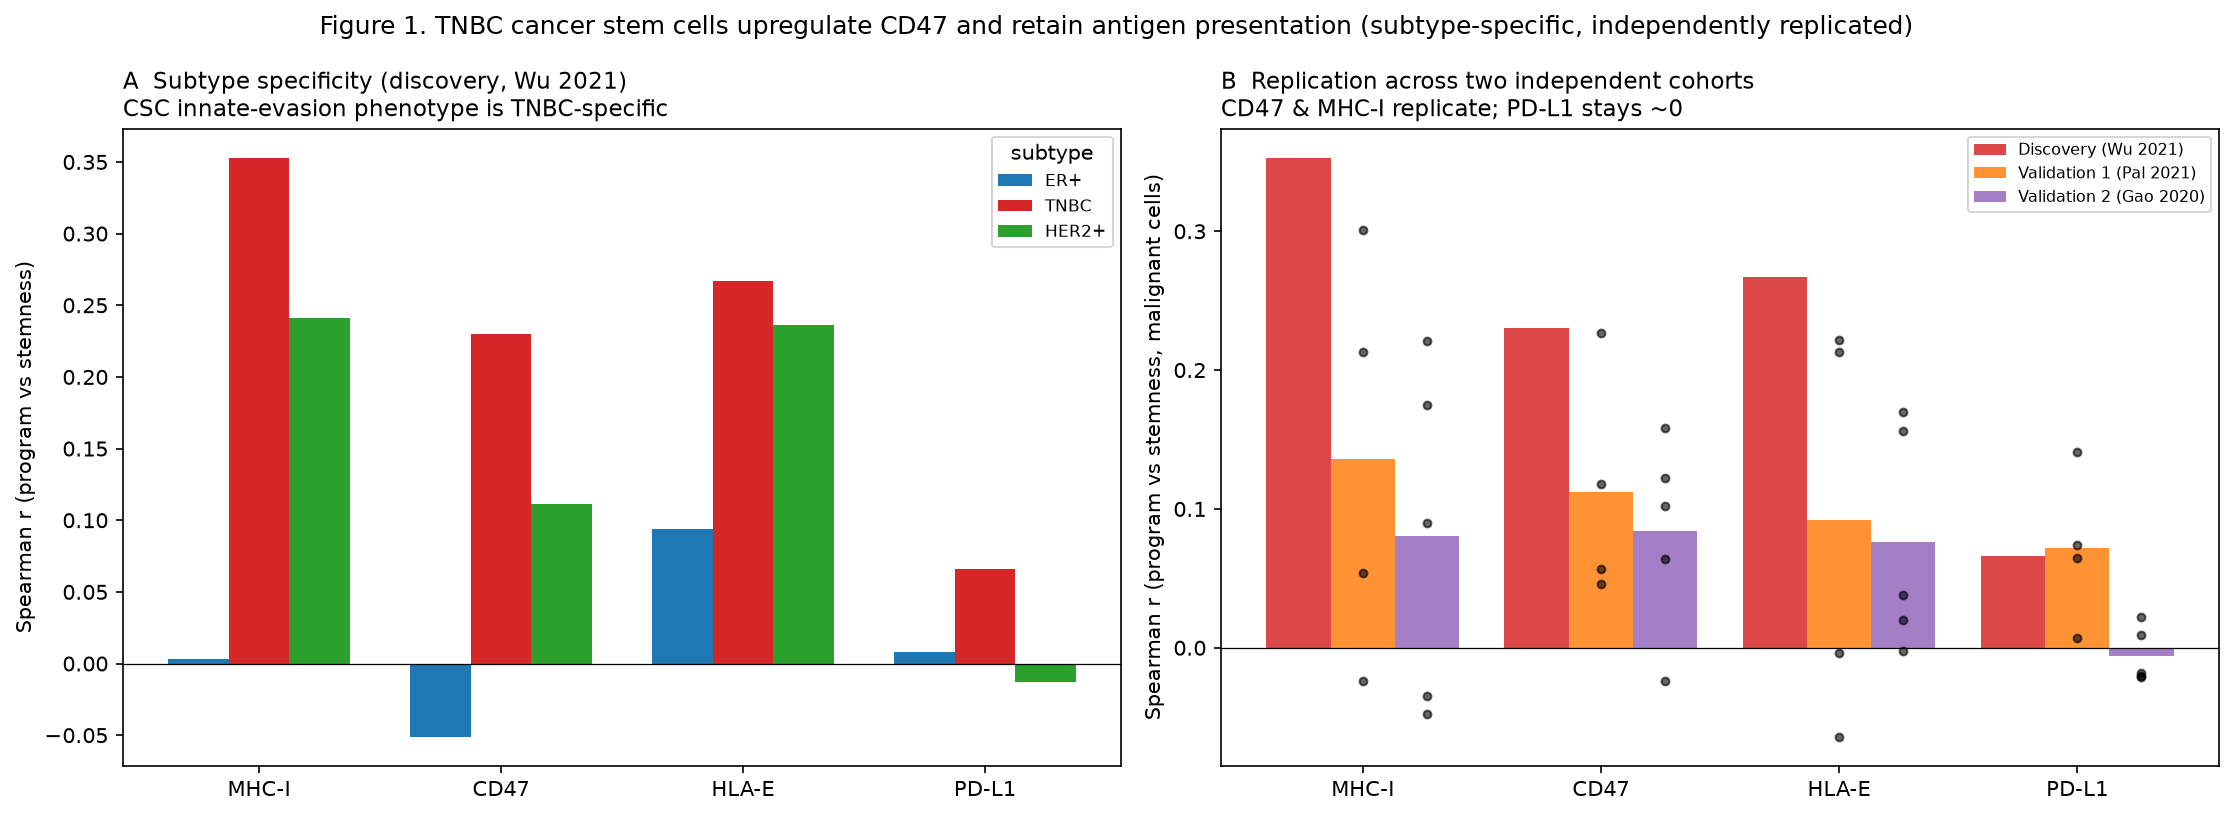 Figure 1. TNBC cancer stem cells upregulate CD47 and retain antigen presentation (subtype-specific, independently replicated)
A  Subtype specificity (discovery, Wu 2021)
CSC innate-evasion phenotype is TNBC-specific
Spearman r (program vs stemness)
0.35
0.30
0.25
0.20
0.15
0.10
0.05
0.00
−0.05
subtype
ER+
TNBC
HER2+
MHC-I
CD47
HLA-E
PD-L1
B  Replication across two independent cohorts
CD47 & MHC-I replicate; PD-L1 stays ~0
Spearman r (program vs stemness, malignant cells)
0.3
0.2
0.1
0.0
Discovery (Wu 2021)
Validation 1 (Pal 2021)
Validation 2 (Gao 2020)
MHC-I
CD47
HLA-E
PD-L1